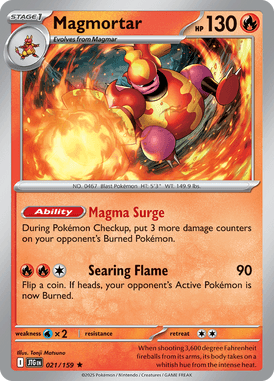 STAGE 1 Magmortar HP 130
Evolves from Magmar
NO. 0467 Blast Pokémon HT: 5'3" WT: 149.9 lbs.
Ability Magma Surge
During Pokémon Checkup, put 3 more damage counters
on your opponent's Burned Pokémon.
Searing Flame 90
Flip a coin. If heads, your opponent's Active Pokémon is
now Burned.
weakness ×2 resistance retreat
Illus. Tonji Matsuno
I JTG EN 021/159 ★
When shooting 3,600 degree Fahrenheit
fireballs from its arms, its body takes on a
whitish hue from the intense heat.
©2025 Pokémon / Nintendo / Creatures / GAME FREAK